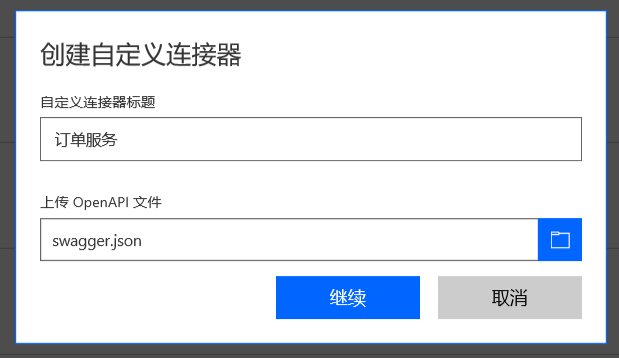 创建自定义连接器
自定义连接器标题
订单服务
上传 OpenAPI 文件
swagger.json
继续
取消